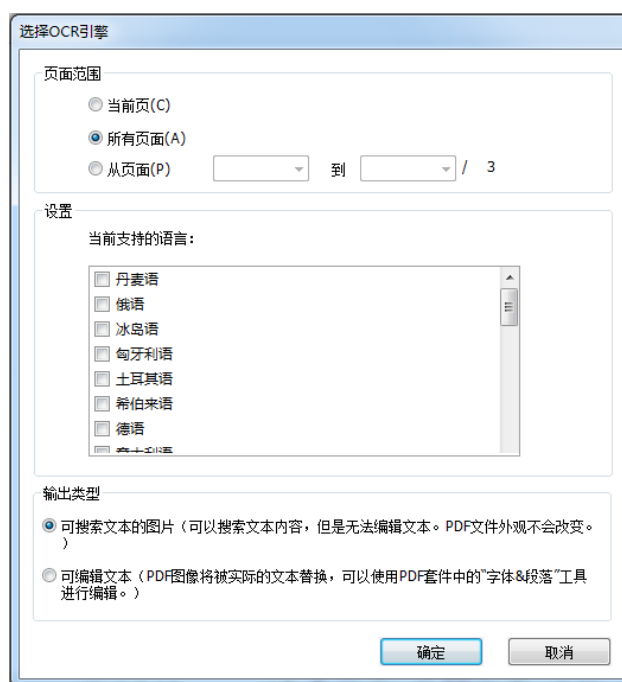 选择OCR引擎
页面范围
当前页(C)
所有页面(A)
从页面(P) 到 / 3
设置
当前支持的语言:
丹麦语
俄语
冰岛语
匈牙利语
土耳其语
希伯来语
德语
意大利语
输出类型
可搜索文本的图片(可以搜索文本内容,但是无法编辑文本。PDF文件外观不会改变。
)
可编辑文本(PDF图像将被实际的文本替换,可以使用PDF套件中的"字体&段落"工具
进行编辑。)
确定 取消